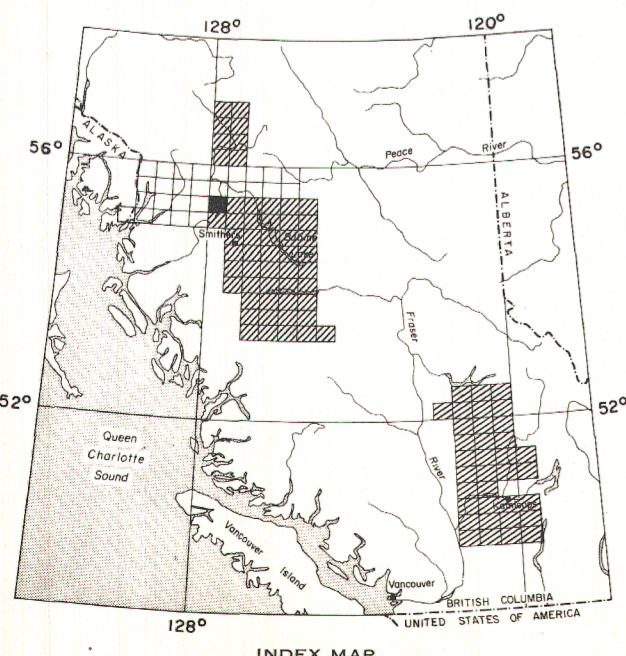 128°
120°
ALASKA
56°
Peace
River
56°
ALBERTA
Smithers
Babine
Lake
Fraser
52°
52°
Queen
Charlotte
Sound
River
Kamloops
Vancouver
Island
Vancouver
BRITISH COLUMBIA
UNITED STATES OF AMERICA
128°
INDEX MAP